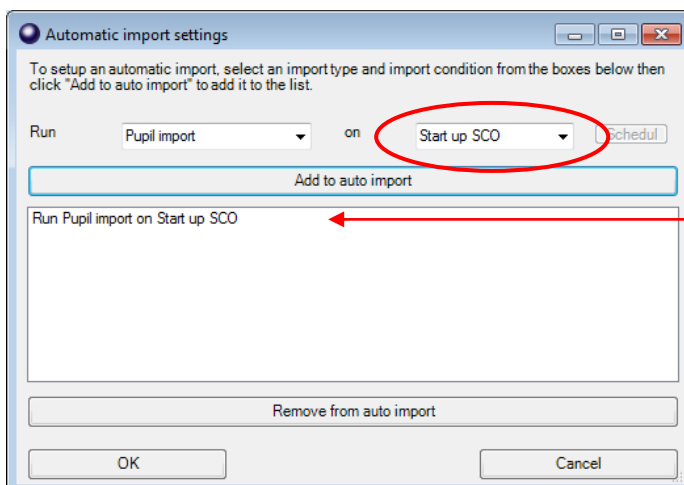 Automatic import settings
To setup an automatic import, select an import type and import condition from the boxes below then
click "Add to auto import" to add it to the list.
Run Pupil import on Start up SCO Schedul
Add to auto import
Run Pupil import on Start up SCO
Remove from auto import
OK Cancel